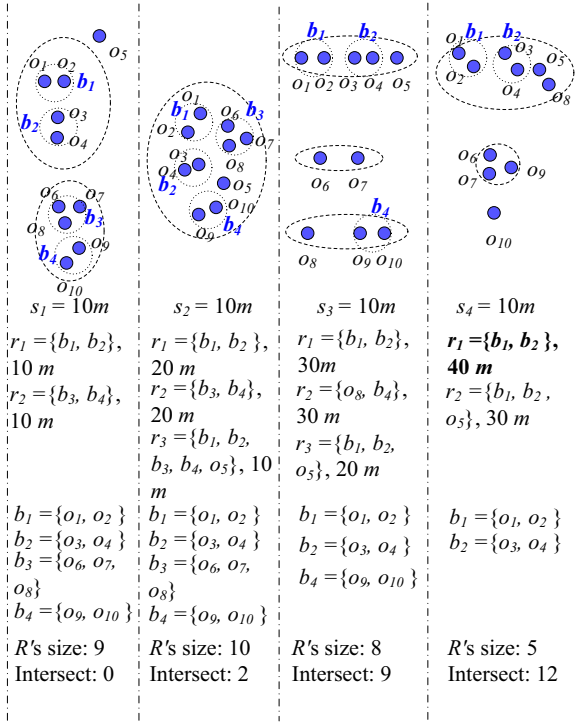 o5
o1 o2
b1
o3
b2
o4
o6 o7
o8 b3
o9
b4
o10
s1 = 10m
r1 = {b1, b2},
10 m
r2 = {b3, b4},
10 m
b1 = {o1, o2 }
b2 = {o3, o4}
b3 = {o6, o7,
o8}
b4 = {o9, o10 }
R's size: 9
Intersect: 0
o1 o6
b1 b3
o2 o7
o3 o8
o4
b2 o5
o10
o9 b4
s2 = 10m
r1 = {b1, b2 },
20 m
r2 = {b3, b4},
20 m
r3 = {b1, b2,
b3, b4, o5}, 10
m
b1 = {o1, o2 }
b2 = {o3, o4}
b3 = {o6, o7,
o8}
b4 = {o9, o10 }
R's size: 10
Intersect: 2
b1 b2
o1 o2 o3 o4 o5
o6 o7
b4
o8 o9 o10
s3 = 10m
r1 = {b1, b2},
30m
r2 = {o8, b4},
30 m
r3 = {b1, b2,
o5}, 20 m
b1 = {o1, o2 }
b2 = {o3, o4 }
b4 = {o9, o10 }
R's size: 8
Intersect: 9
o1 b1 b2
o3
o2 o5
o4 o8
o6
o7 o9
o10
s4 = 10m
r1 = {b1, b2 },
40 m
r2 = {b1, b2 ,
o5}, 30 m
b1 = {o1, o2 }
b2 = {o3, o4 }
R's size: 5
Intersect: 12